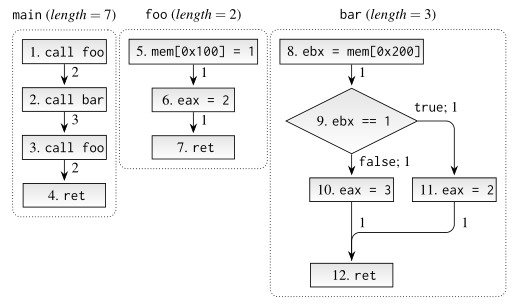 main (length = 7)
1. call foo
2
2. call bar
3
3. call foo
2
4. ret
foo (length = 2)
5. mem[0x100] = 1
1
6. eax = 2
1
7. ret
bar (length = 3)
8. ebx = mem[0x200]
1
9. ebx == 1
true; 1
false; 1
10. eax = 3
11. eax = 2
1
1
12. ret